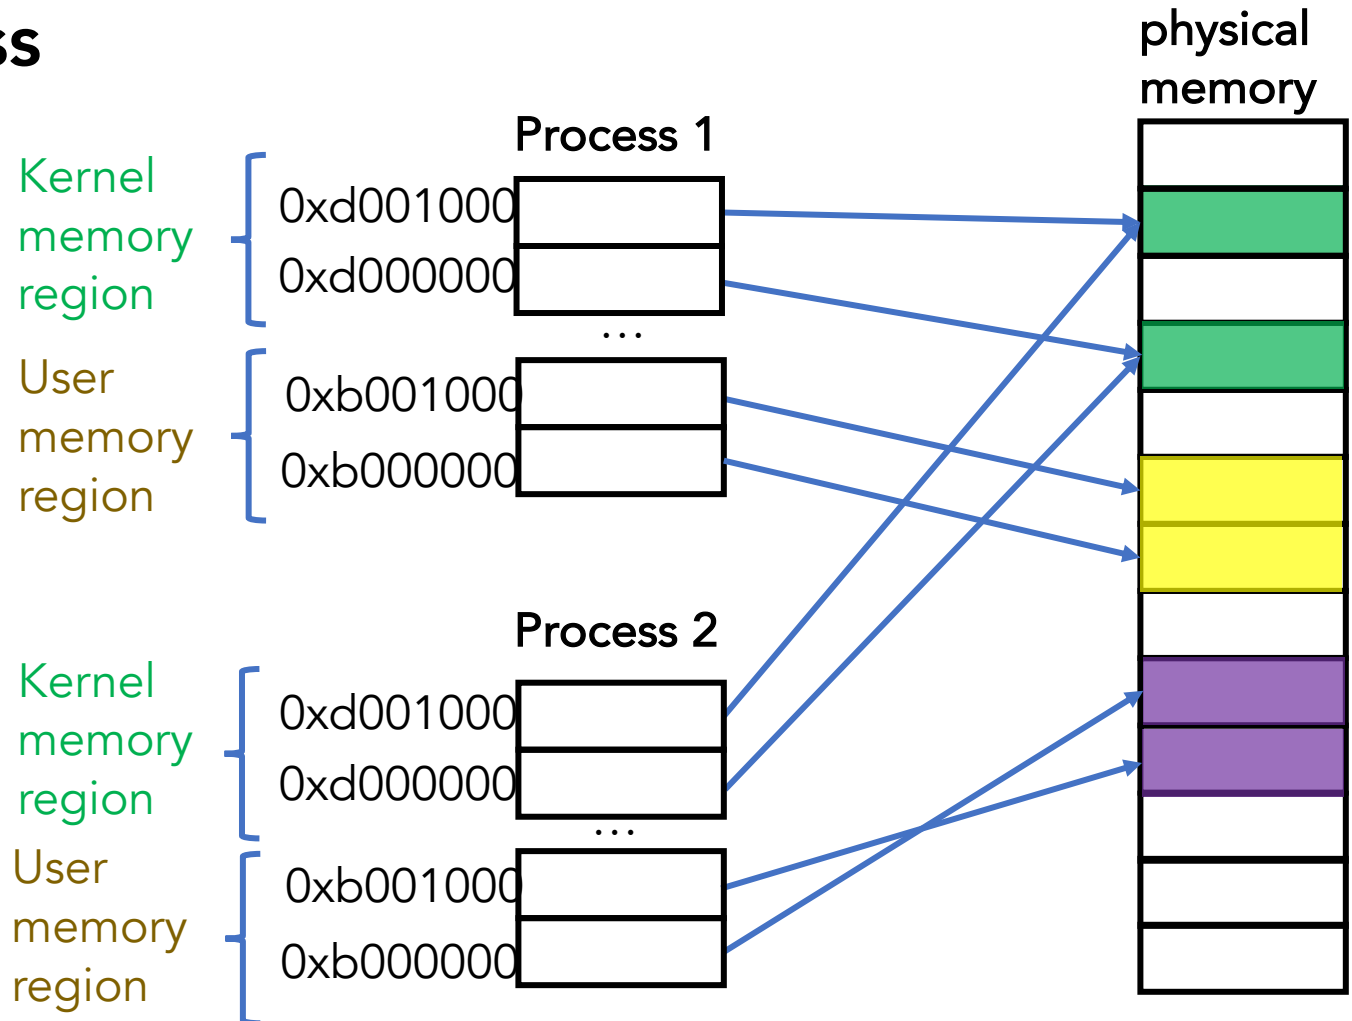 ss
physical
memory
Process 1
Kernel
memory
region
0xd001000
0xd000000
...
User
memory
region
0xb001000
0xb000000
Process 2
Kernel
memory
region
0xd001000
0xd000000
...
User
memory
region
0xb001000
0xb000000